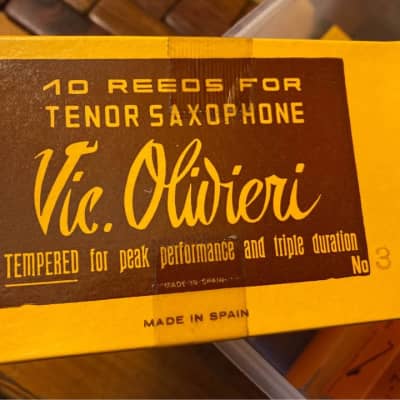 10 REEDS FOR
TENOR SAXOPHONE
Vic. Olivieri
TEMPERED for peak performance and triple duration
No 3
MADE IN SPAIN
MADE IN SPAIN